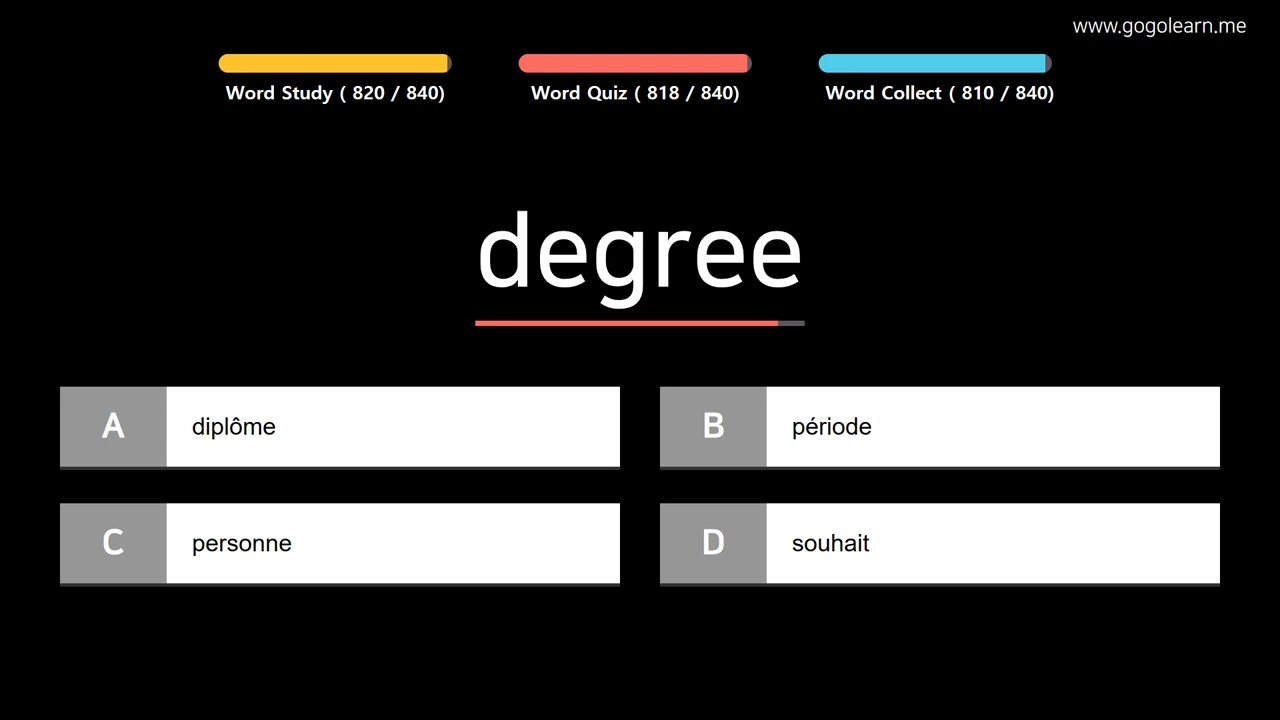 www.gogolearn.me
Word Study ( 820 / 840)
Word Quiz ( 818 / 840)
Word Collect ( 810 / 840)
degree
A diplôme
B période
C personne
D souhait